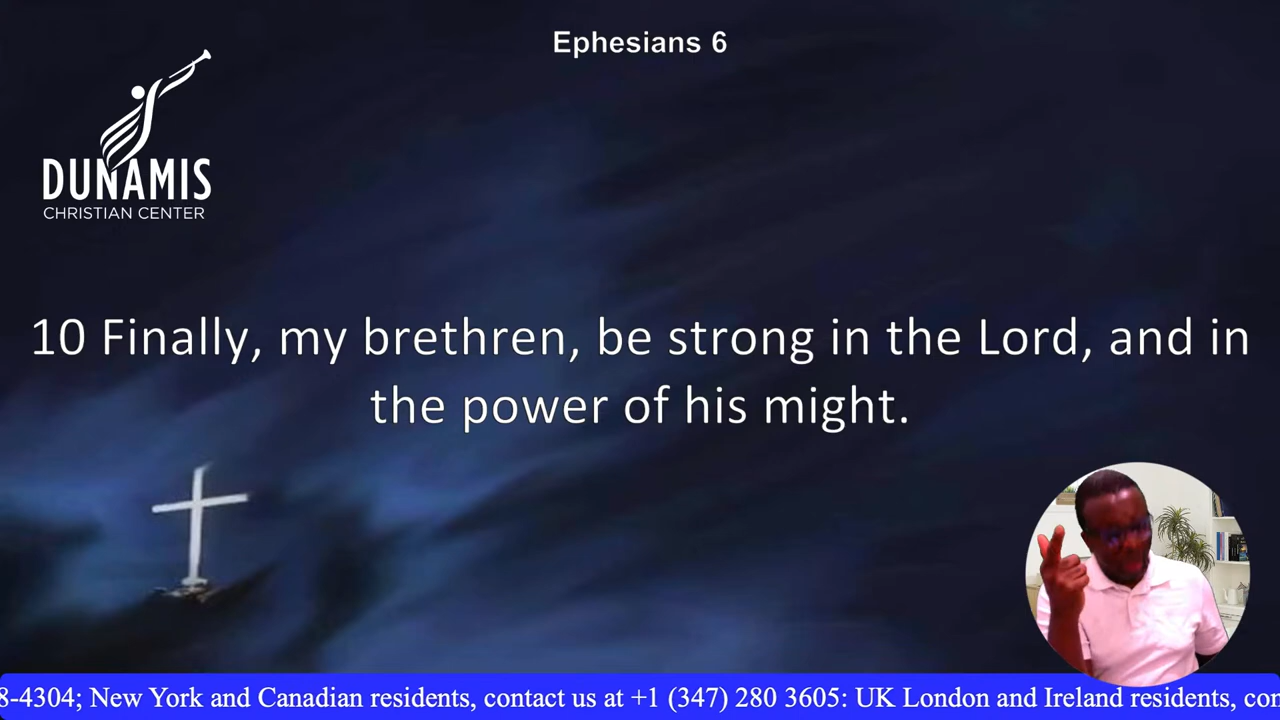 Ephesians 6
DUNAMIS
CHRISTIAN CENTER
10 Finally, my brethren, be strong in the Lord, and in
the power of his might.
8-4304; New York and Canadian residents, contact us at +1 (347) 280 3605: UK London and Ireland residents, con